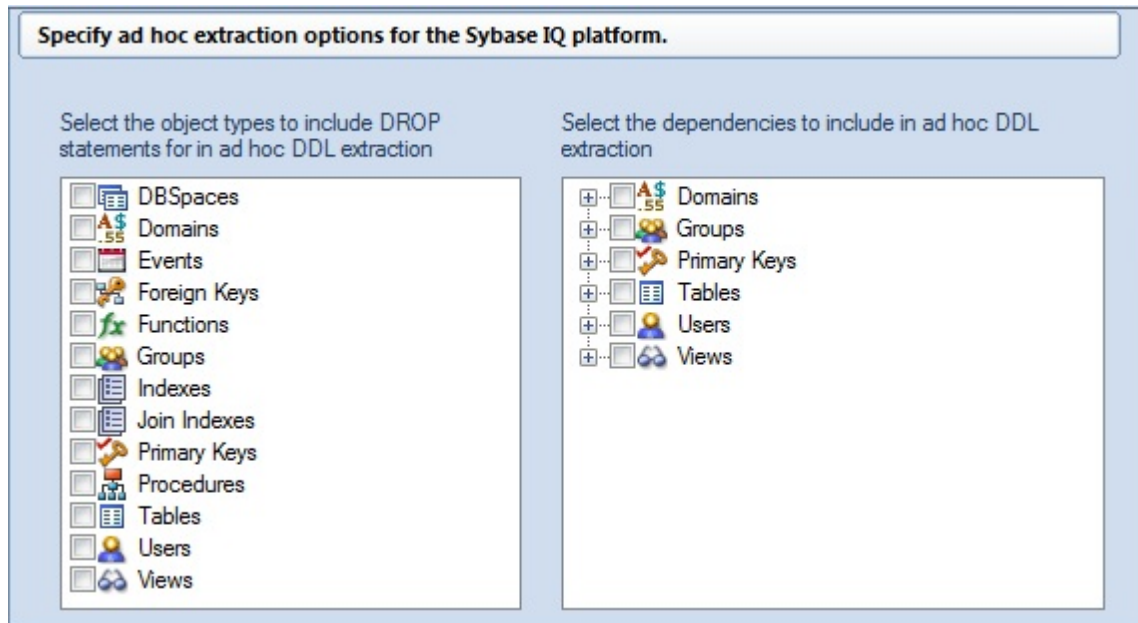 Specify ad hoc extraction options for the Sybase IQ platform.
Select the object types to include DROP
statements for in ad hoc DDL extraction
DBSpaces
Domains
Events
Foreign Keys
Functions
Groups
Indexes
Join Indexes
Primary Keys
Procedures
Tables
Users
Views
Select the dependencies to include in ad hoc DDL
extraction
Domains
Groups
Primary Keys
Tables
Users
Views